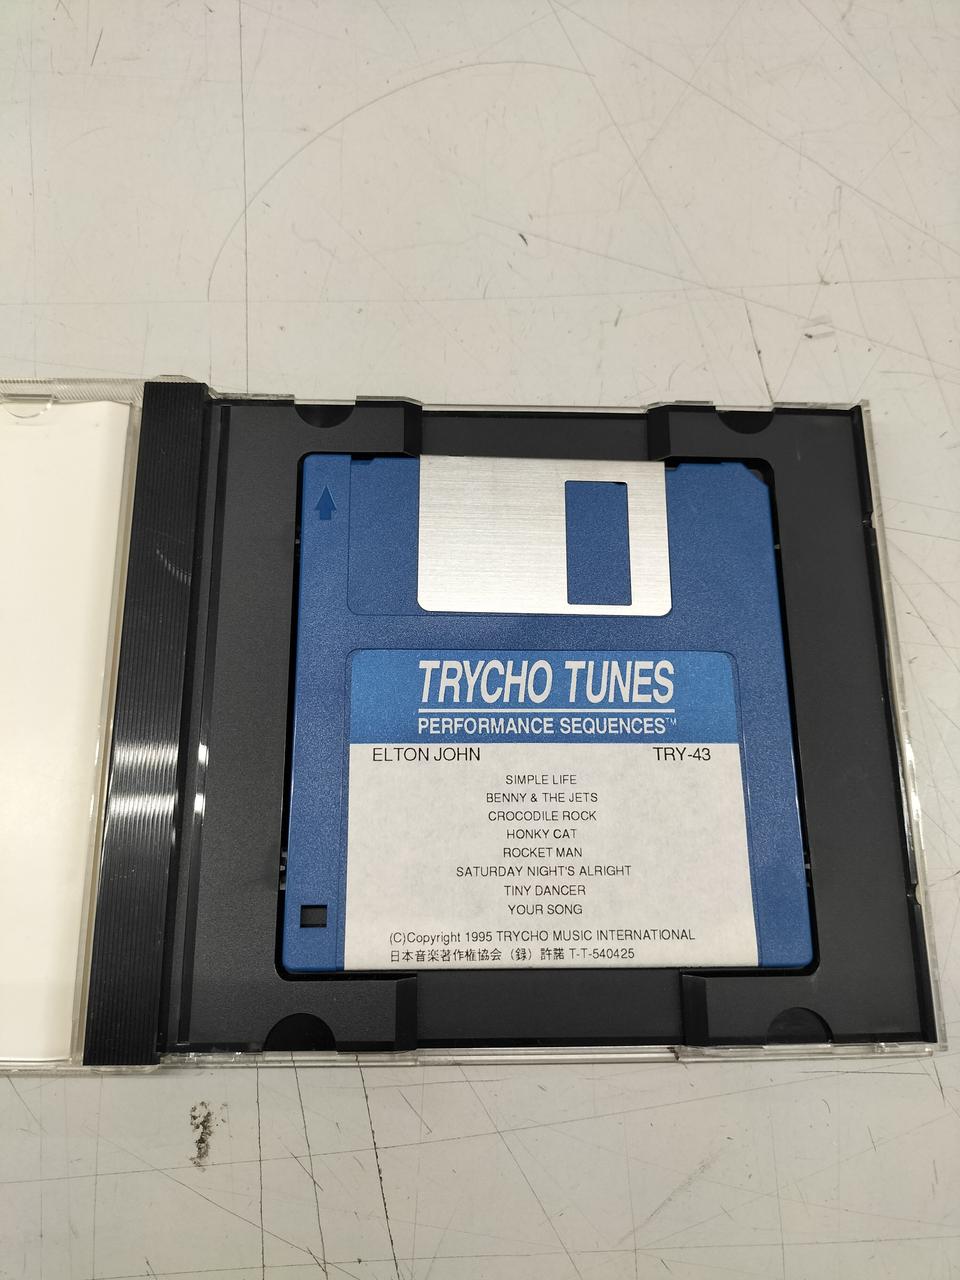 TRYCHO TUNES
PERFORMANCE SEQUENCES™
ELTON JOHN TRY-43
SIMPLE LIFE
BENNY & THE JETS
CROCODILE ROCK
HONKY CAT
ROCKET MAN
SATURDAY NIGHT'S ALRIGHT
TINY DANCER
YOUR SONG
(C)Copyright 1995 TRYCHO MUSIC INTERNATIONAL
日本音楽著作権協会（録）許諾 T-T-540425